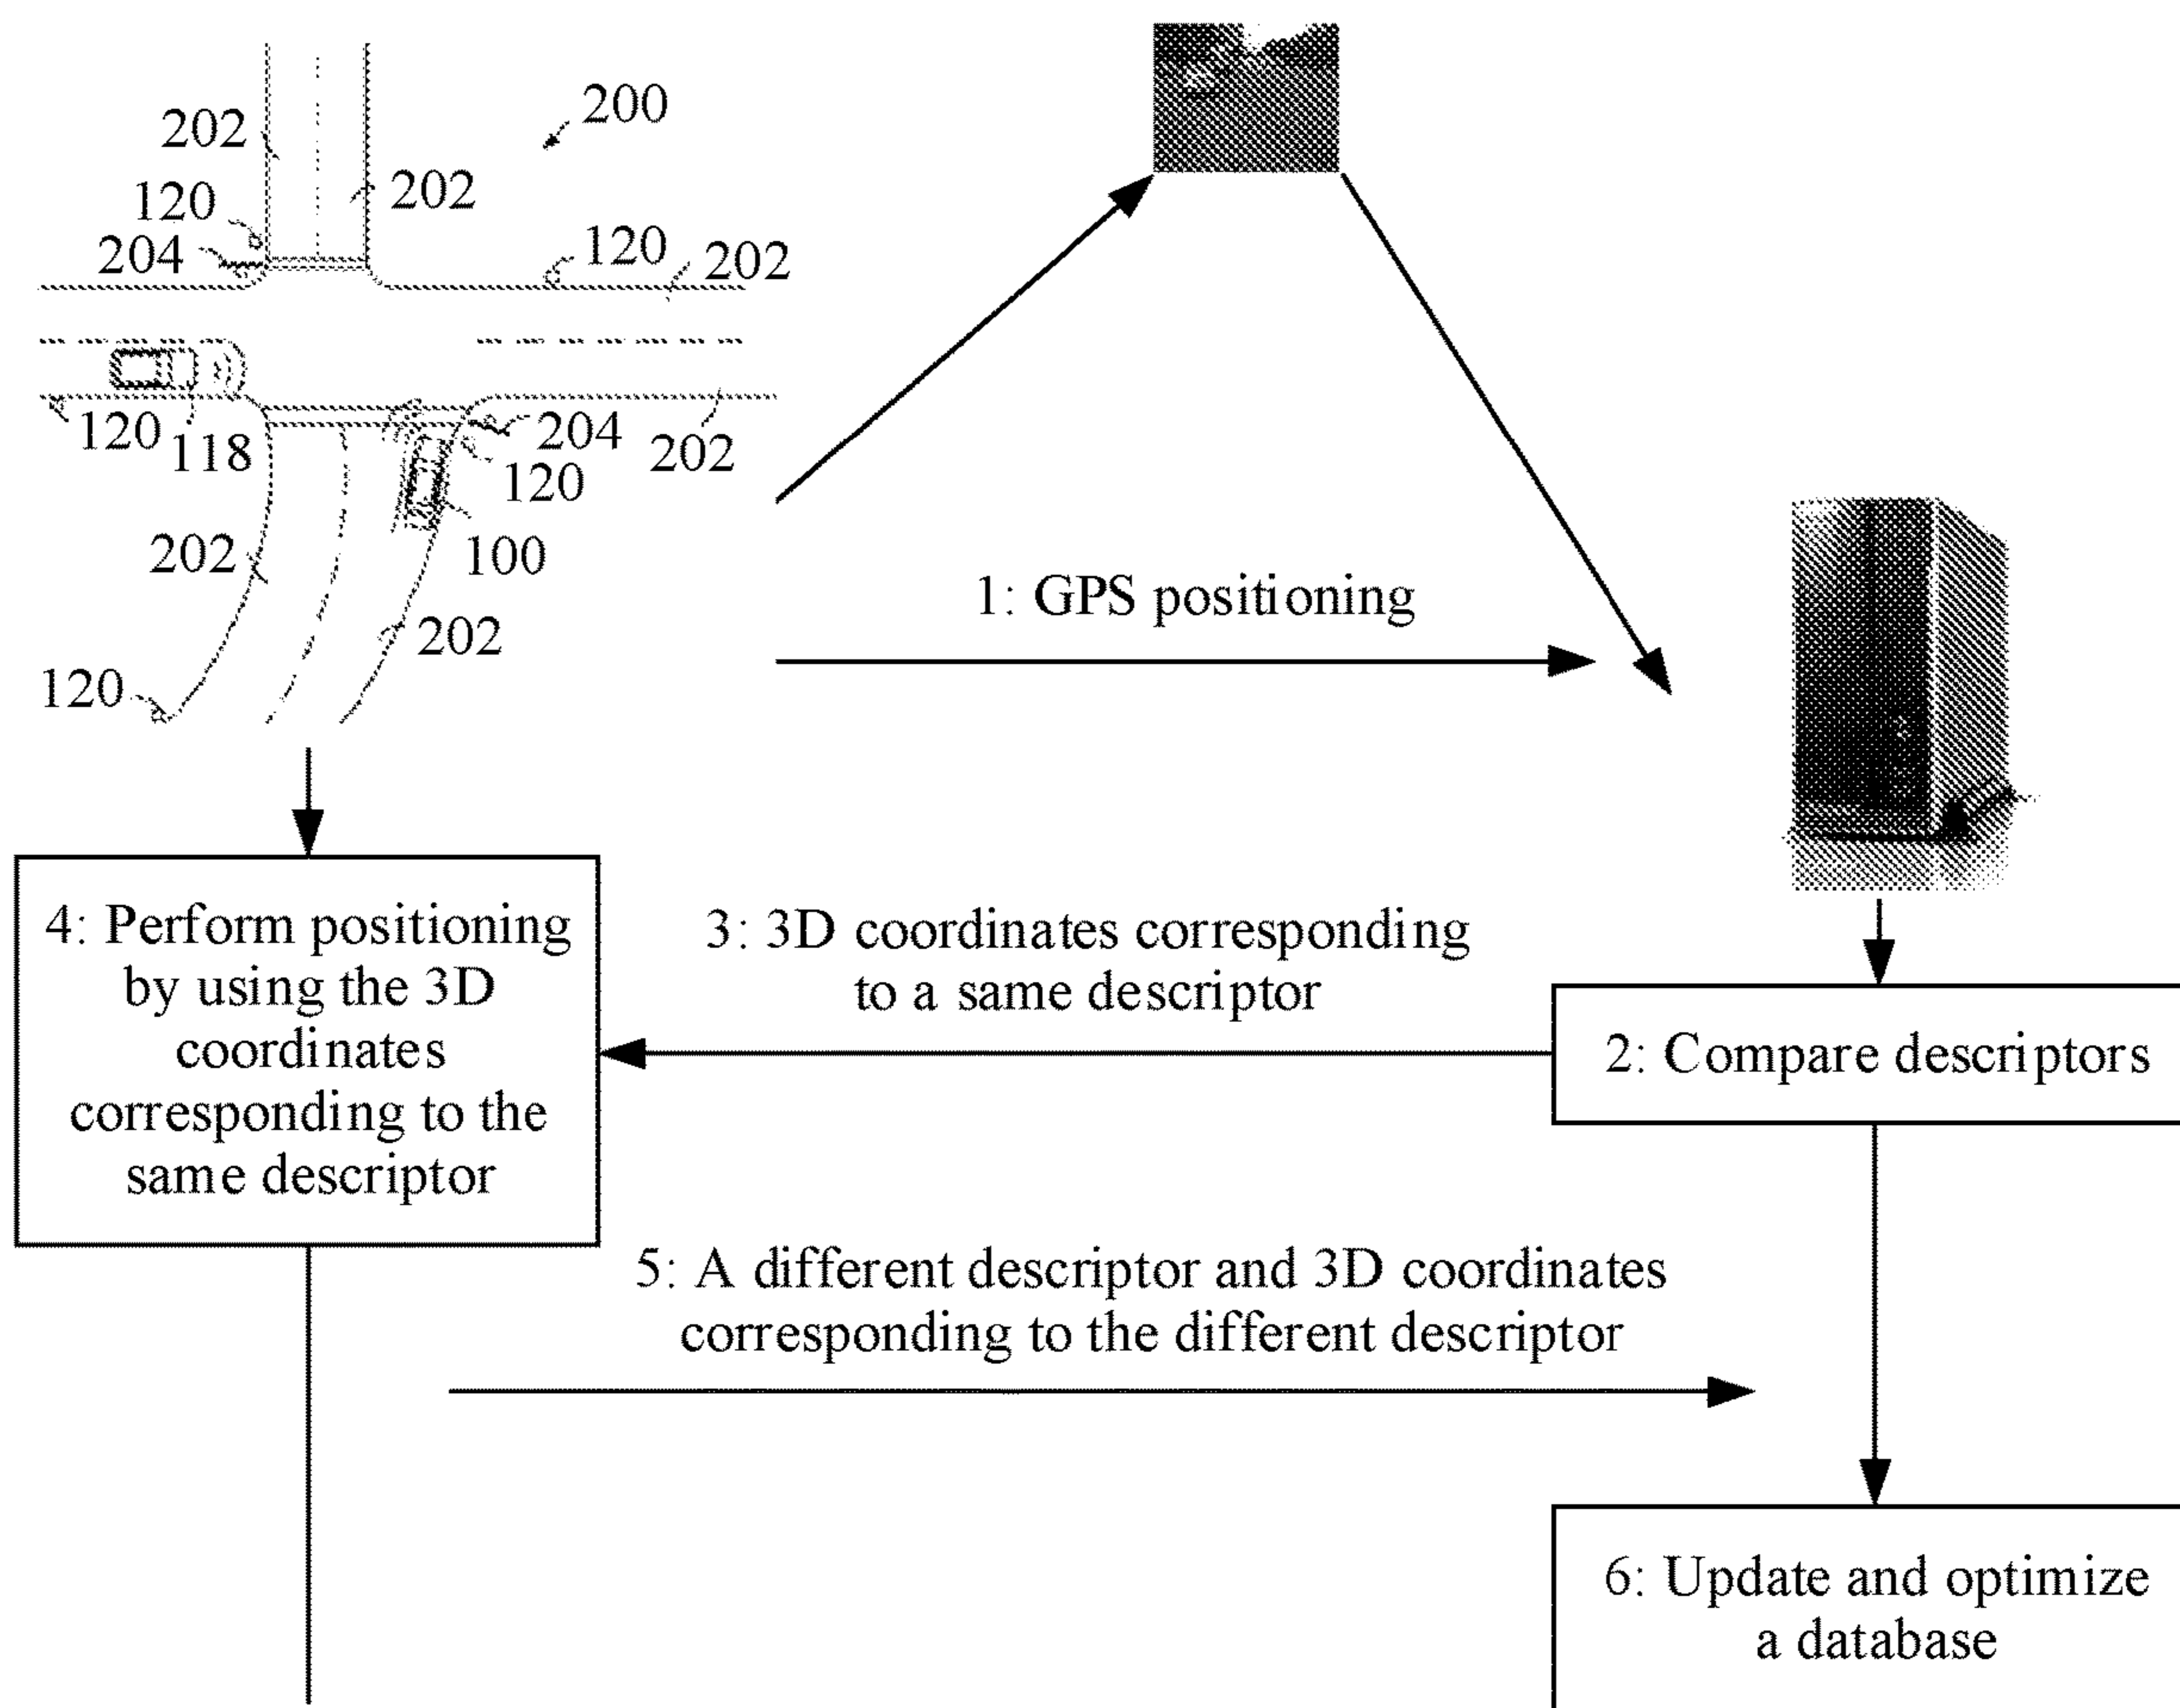 200
202
202
120
204
120
202
120
118
204
202
120
202
100
202
120
1: GPS positioning
4: Perform positioning
by using the 3D
coordinates
corresponding to the
same descriptor
3: 3D coordinates corresponding
to a same descriptor
2: Compare descriptors
5: A different descriptor and 3D coordinates
corresponding to the different descriptor
6: Update and optimize
a database